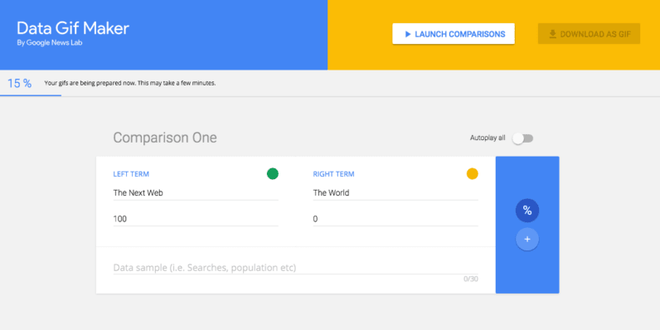 Data Gif Maker
By Google News Lab
LAUNCH COMPARISONS
DOWNLOAD AS GIF
15 %
Your gifs are being prepared now. This may take a few minutes.
Comparison One
Autoplay all
LEFT TERM
RIGHT TERM
The Next Web
The World
100
0
%
+
Data sample (i.e. Searches, population etc)
0/30